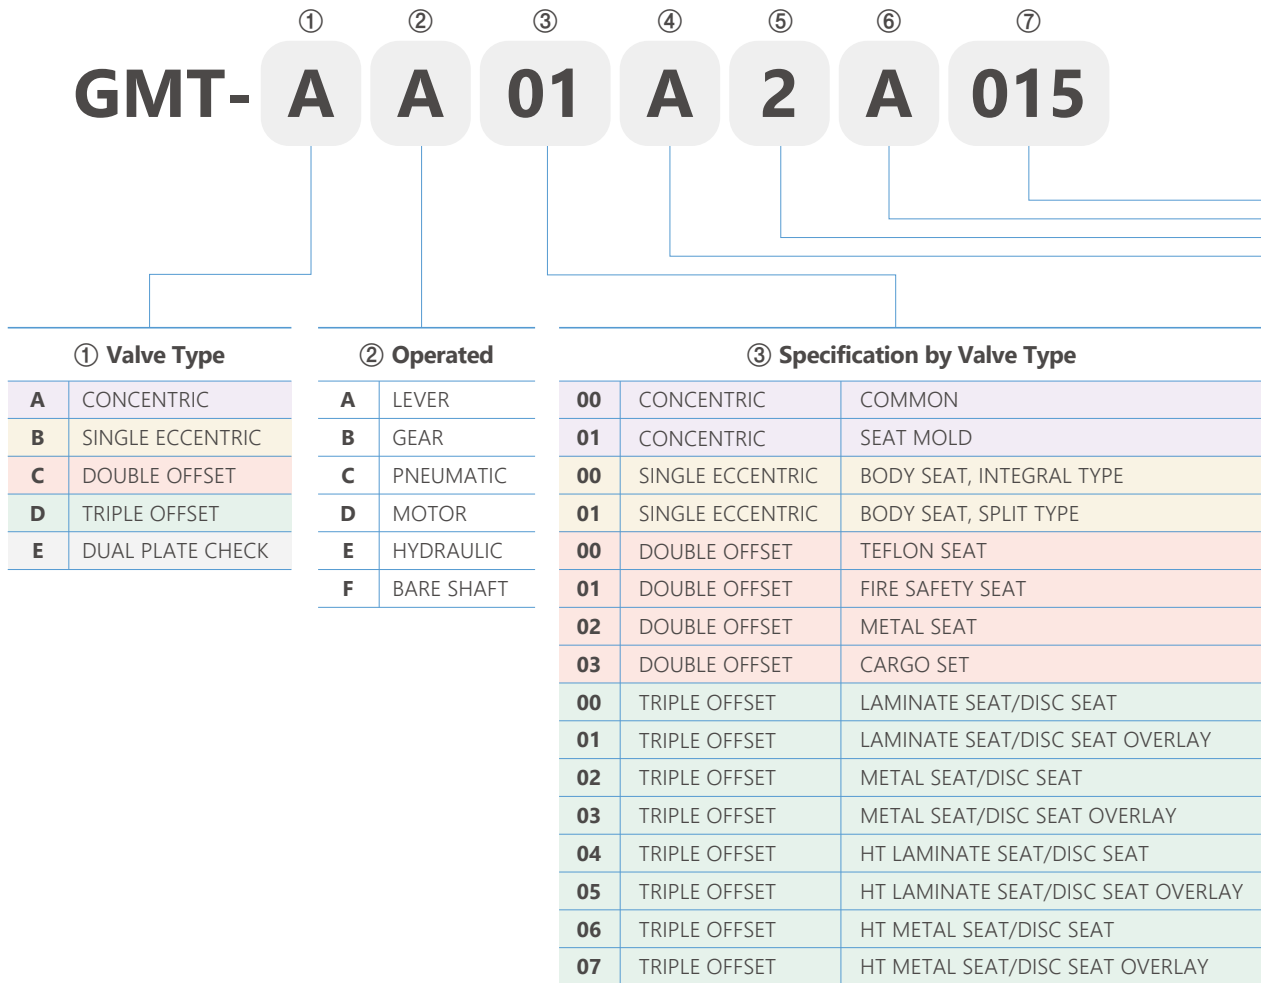 ① ② ③ ④ ⑤ ⑥ ⑦
GMT- A A 01 A 2 A 015
① Valve Type
A CONCENTRIC
B SINGLE ECCENTRIC
C DOUBLE OFFSET
D TRIPLE OFFSET
E DUAL PLATE CHECK
② Operated
A LEVER
B GEAR
C PNEUMATIC
D MOTOR
E HYDRAULIC
F BARE SHAFT
③ Specification by Valve Type
00 CONCENTRIC COMMON
01 CONCENTRIC SEAT MOLD
00 SINGLE ECCENTRIC BODY SEAT, INTEGRAL TYPE
01 SINGLE ECCENTRIC BODY SEAT, SPLIT TYPE
00 DOUBLE OFFSET TEFLON SEAT
01 DOUBLE OFFSET FIRE SAFETY SEAT
02 DOUBLE OFFSET METAL SEAT
03 DOUBLE OFFSET CARGO SET
00 TRIPLE OFFSET LAMINATE SEAT/DISC SEAT
01 TRIPLE OFFSET LAMINATE SEAT/DISC SEAT OVERLAY
02 TRIPLE OFFSET METAL SEAT/DISC SEAT
03 TRIPLE OFFSET METAL SEAT/DISC SEAT OVERLAY
04 TRIPLE OFFSET HT LAMINATE SEAT/DISC SEAT
05 TRIPLE OFFSET HT LAMINATE SEAT/DISC SEAT OVERLAY
06 TRIPLE OFFSET HT METAL SEAT/DISC SEAT
07 TRIPLE OFFSET HT METAL SEAT/DISC SEAT OVERLAY